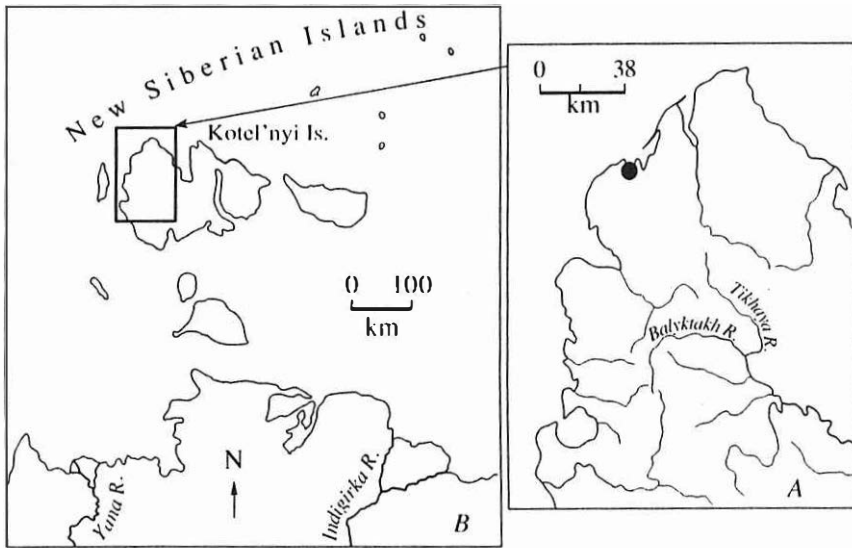 New Siberian Islands
a
Kotel'nyi Is.
0 100
km
N
Yana R.
Indigirka R.
B
0 38
km
Tikhaya R.
Balyktakh R.
A